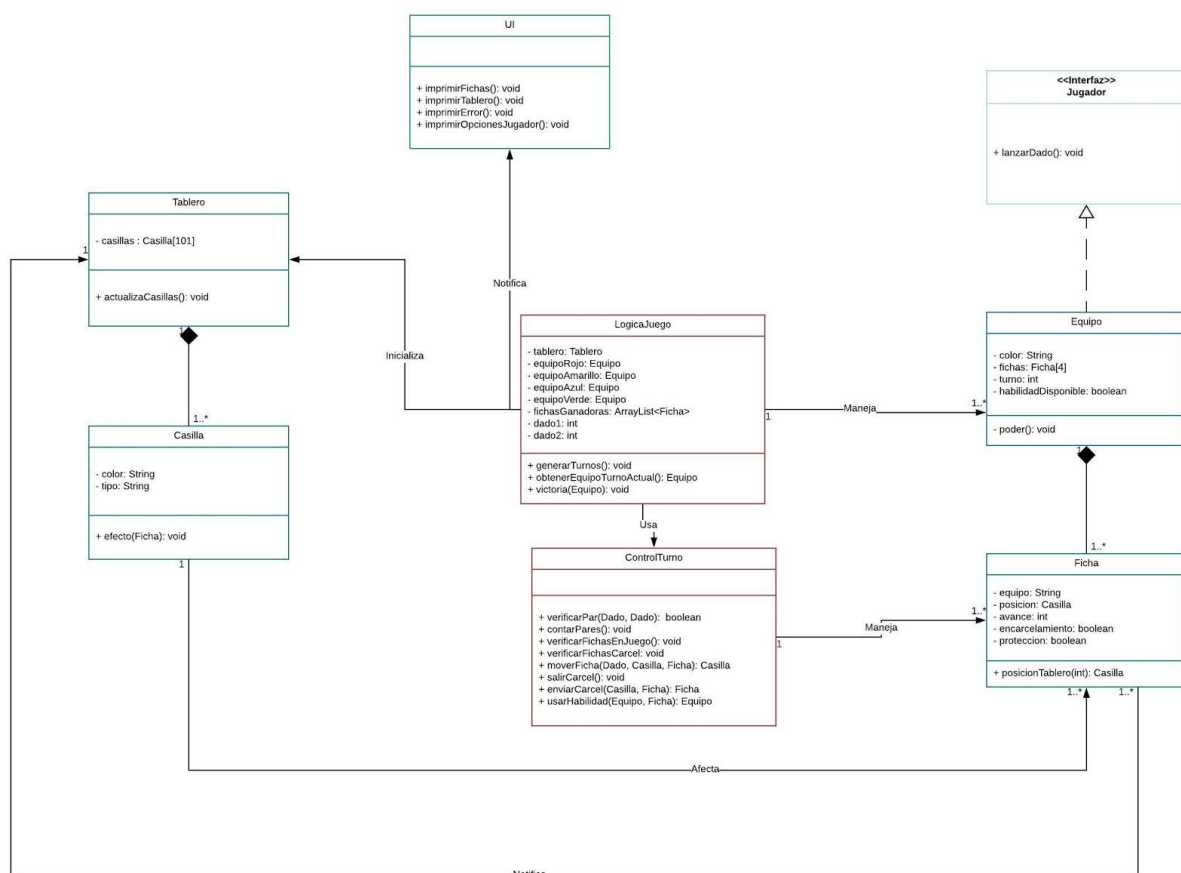 UI
+ imprimirFichas(): void
+ imprimirTablero(): void
+ imprimirError(): void
+ imprimirOpcionesJugador(): void
<<Interfaz>>
Jugador
+ lanzarDado(): void
Tablero
- casillas : Casilla[101]
+ actualizaCasillas(): void
1
1
1..*
Inicializa
Notifica
LogicaJuego
- tablero: Tablero
- equipoRojo: Equipo
- equipoAmarillo: Equipo
- equipoAzul: Equipo
- equipoVerde: Equipo
- fichasGanadoras: ArrayList<Ficha>
- dado1: int
- dado2: int
+ generarTurnos(): void
+ obtenerEquipoTurnoActual(): Equipo
+ victoria(Equipo): void
1
Maneja
1..*
Equipo
- color: String
- fichas: Ficha[4]
- turno: int
- habilidadDisponible: boolean
- poder(): void
1
1..*
Casilla
- color: String
- tipo: String
+ efecto(Ficha): void
1
Usa
ControlTurno
+ verificarPar(Dado, Dado): boolean
+ contarPares(): void
+ verificarFichasEnJuego(): void
+ verificarFichasCarcel: void
+ moverFicha(Dado, Casilla, Ficha): Casilla
+ salirCarcel(): void
+ enviarCarcel(Casilla, Ficha): Ficha
+ usarHabilidad(Equipo, Ficha): Equipo
1
Maneja
1..*
Ficha
- equipo: String
- posicion: Casilla
- avance: int
- encarcelamiento: boolean
- proteccion: boolean
+ posicionTablero(int): Casilla
1..*
1..*
Afecta
Notifica